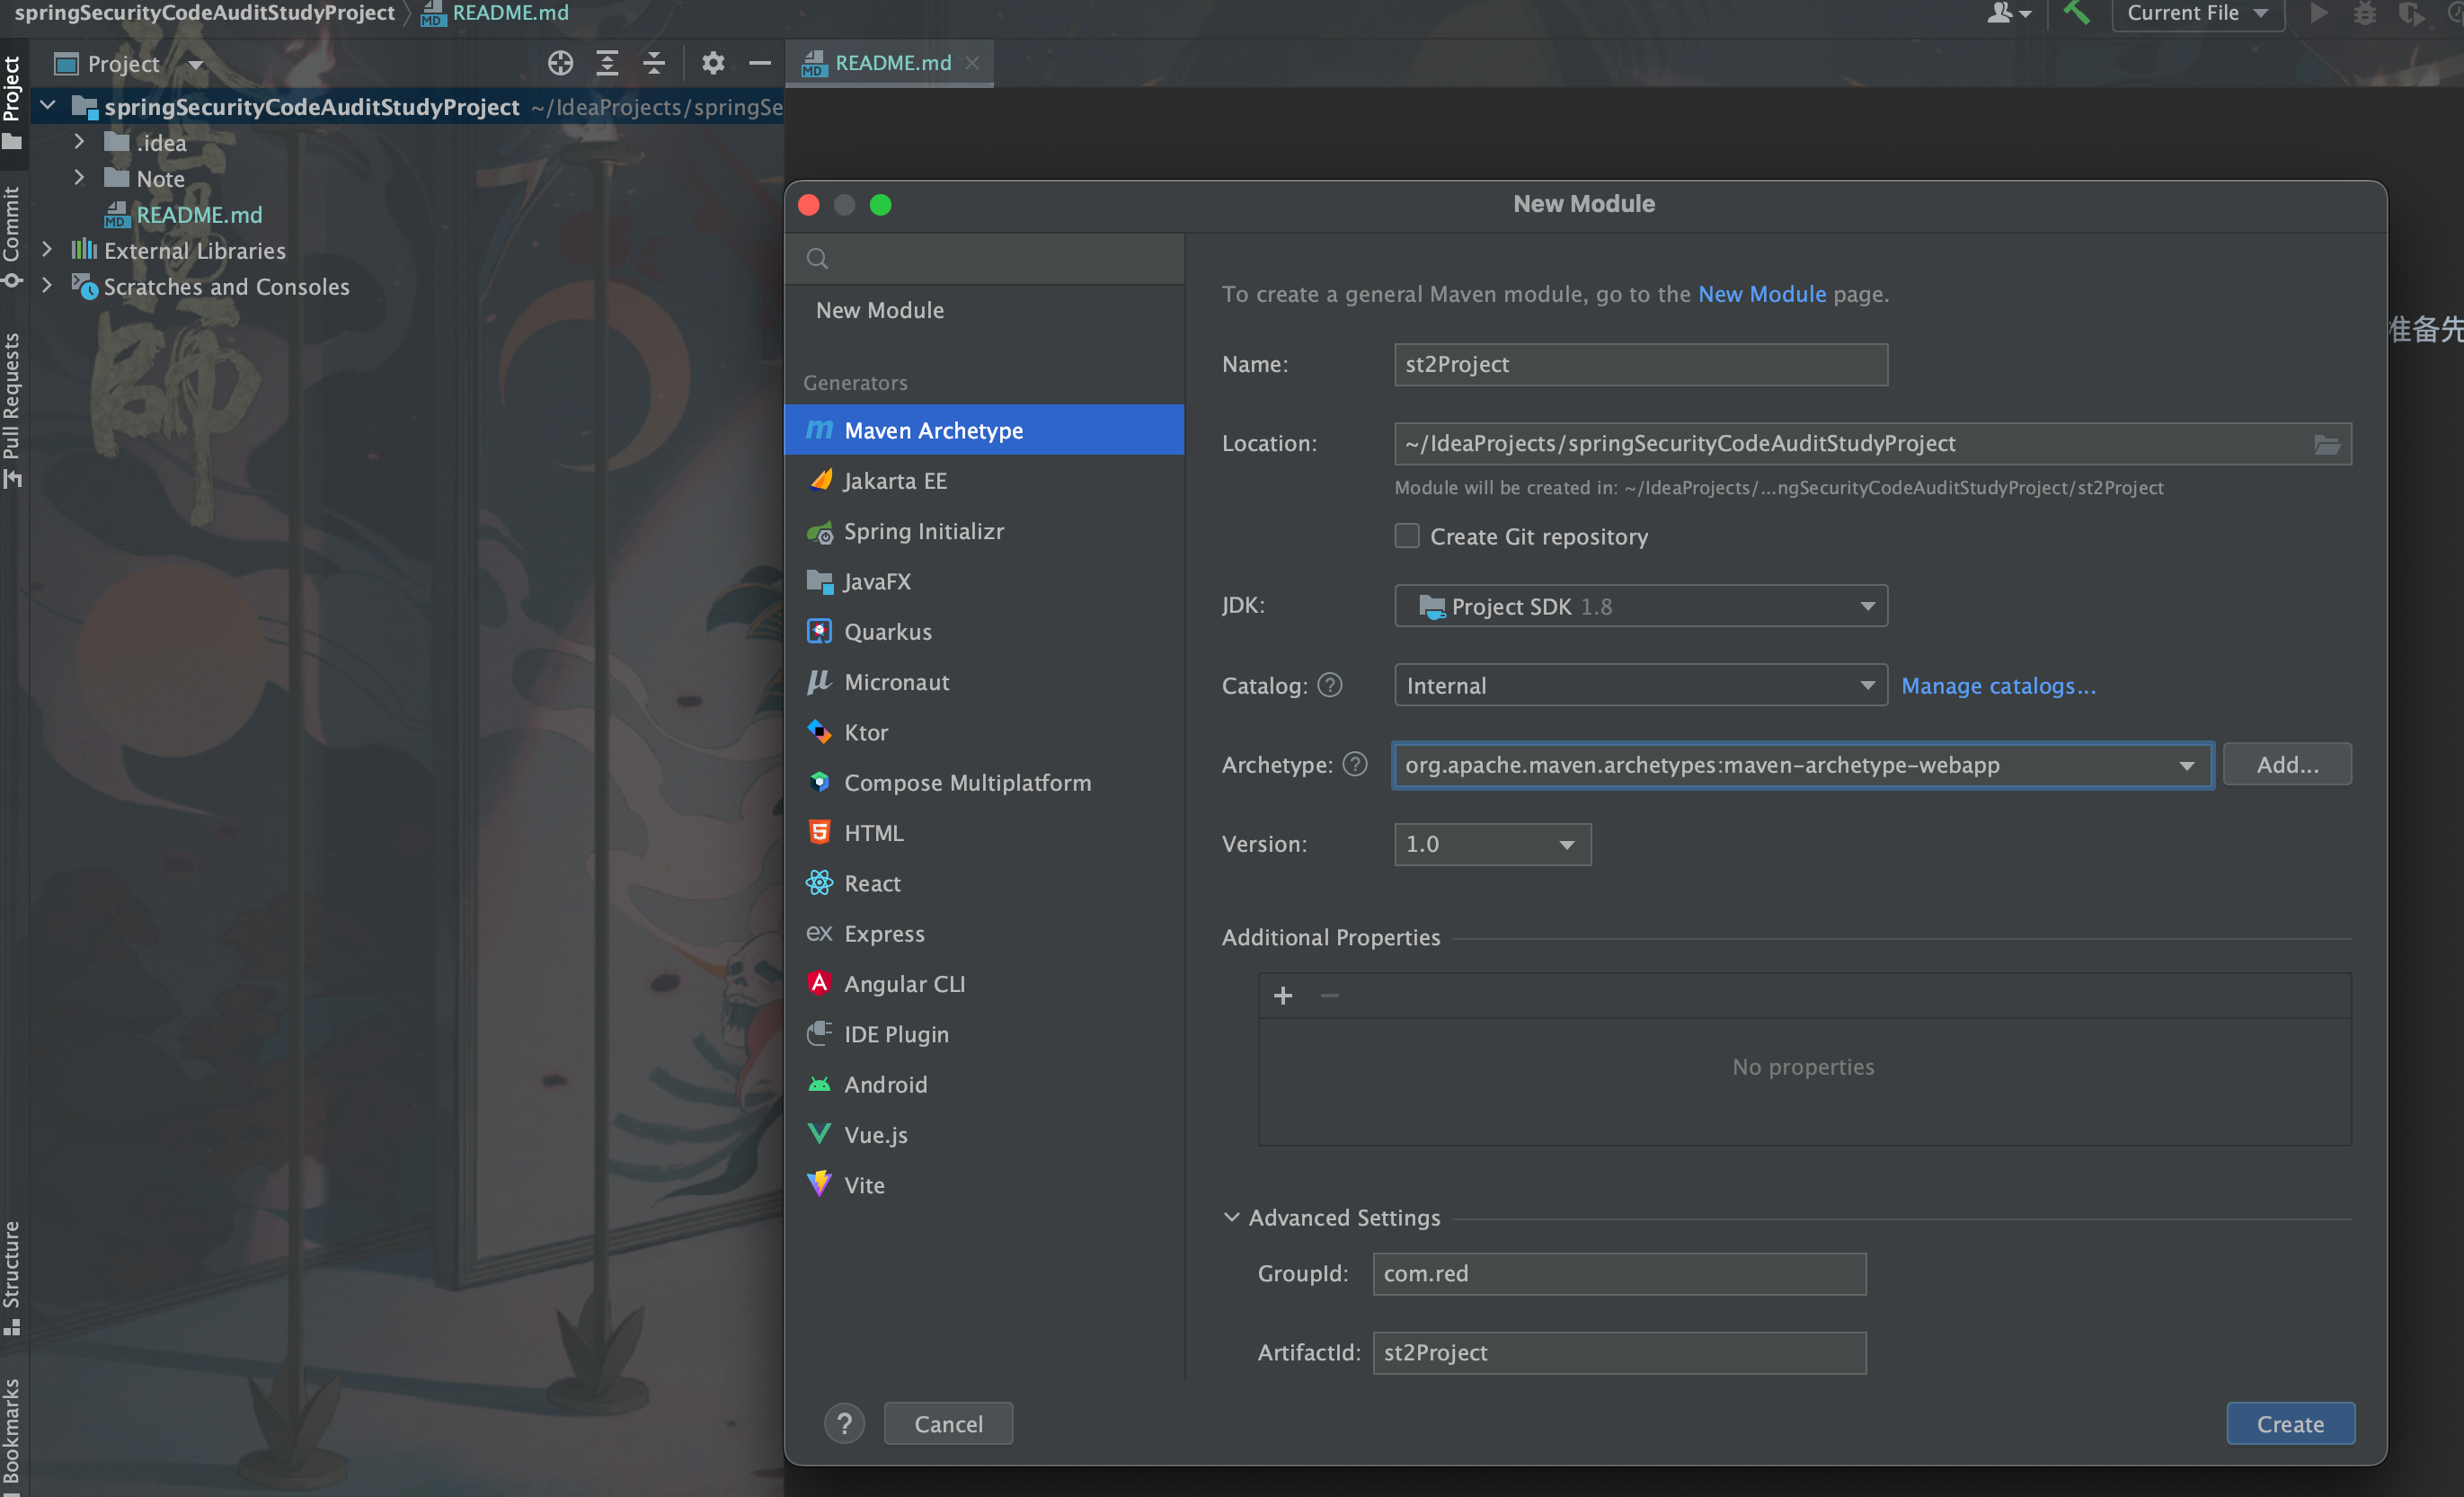 springSecurityCodeAuditStudyProject
README.md
Current File
Project
README.md
Project
springSecurityCodeAuditStudyProject ~/IdeaProjects/springSe
.idea
Note
README.md
External Libraries
Scratches and Consoles
Commit
Pull Requests
Structure
Bookmarks
師
准备先
New Module
New Module
Generators
Maven Archetype
Jakarta EE
Spring Initializr
JavaFX
Quarkus
Micronaut
Ktor
Compose Multiplatform
HTML
React
Express
Angular CLI
IDE Plugin
Android
Vue.js
Vite
To create a general Maven module, go to the New Module page.
Name: st2Project
Location: ~/IdeaProjects/springSecurityCodeAuditStudyProject
Module will be created in: ~/IdeaProjects/...ngSecurityCodeAuditStudyProject/st2Project
Create Git repository
JDK: Project SDK 1.8
Catalog: ? Internal Manage catalogs...
Archetype: ? org.apache.maven.archetypes:maven-archetype-webapp Add...
Version: 1.0
Additional Properties
No properties
Advanced Settings
GroupId: com.red
ArtifactId: st2Project
? Cancel Create